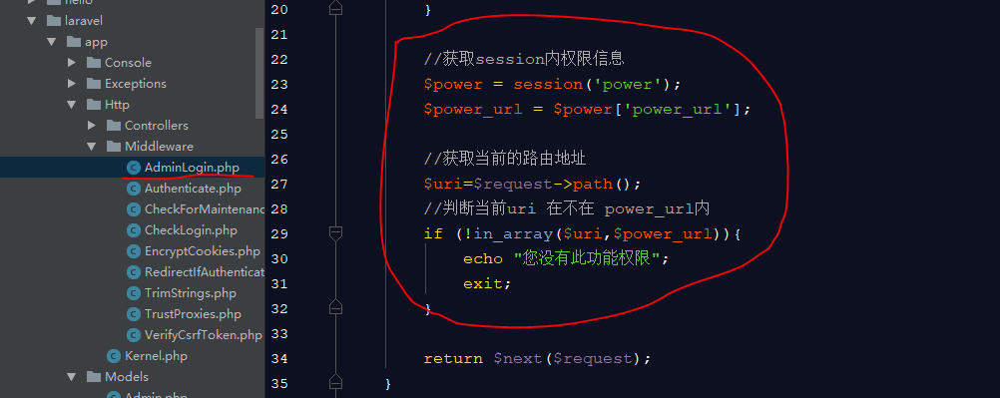 hello
laravel
app
Console
Exceptions
Http
Controllers
Middleware
AdminLogin.php
Authenticate.php
CheckForMaintenanc
CheckLogin.php
EncryptCookies.php
RedirectIfAuthenticat
TrimStrings.php
TrustProxies.php
VerifyCsrfToken.php
Kernel.php
Models
Admin.php
20 }
21
22 //获取session内权限信息
23 $power = session('power');
24 $power_url = $power['power_url'];
25
26 //获取当前的路由地址
27 $uri=$request->path();
28 //判断当前uri 在不在 power_url内
29 if (!in_array($uri,$power_url)){
30 echo "您没有此功能权限";
31 exit;
32 }
33
34 return $next($request);
35 }